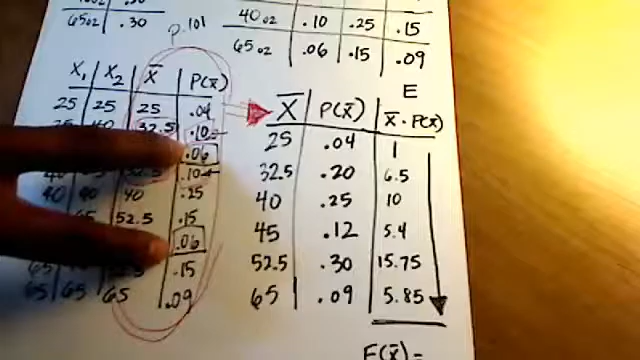 65oz .30
40oz .10 .25 .15
65oz .06 .15 .09
p.101
X₁ X₂ X̄ P(x̄)
25 25 25 .04
32.5 .10
.06
.10
40 40 40 .25
52.5 .15
.06
.15
65 65 65 .09
E
X̄ P(x̄) x̄·P(x̄)
25 .04 1
32.5 .20 6.5
40 .25 10
45 .12 5.4
52.5 .30 15.75
65 .09 5.85
E(x̄) =